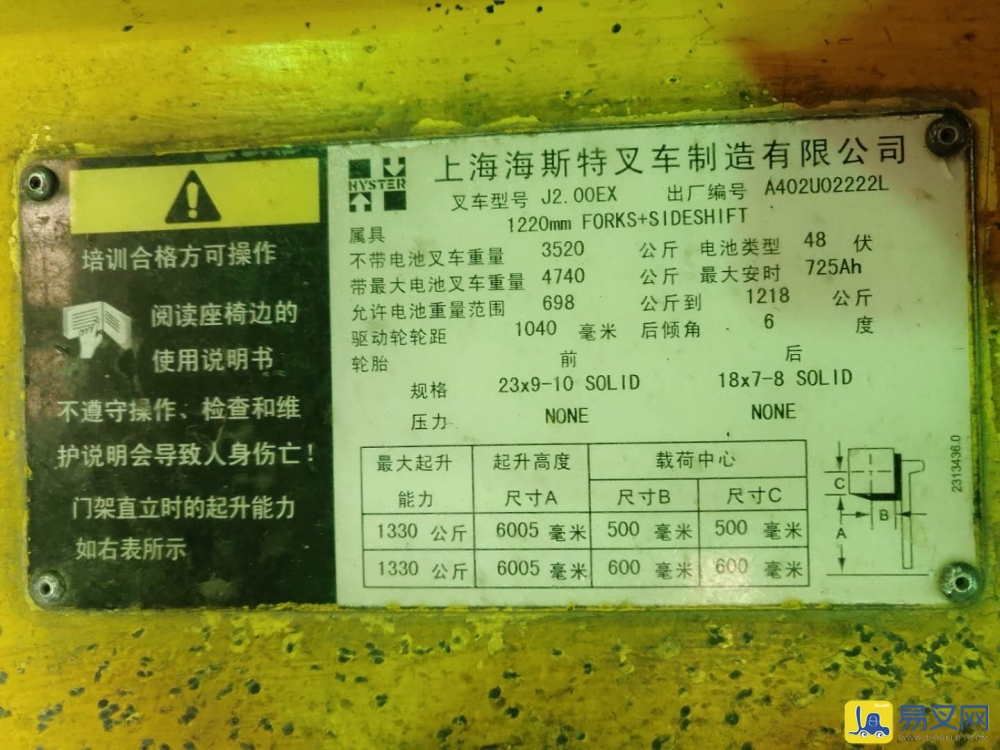 培训合格方可操作
阅读座椅边的
使用说明书
不遵守操作、检查和维
护说明会导致人身伤亡!
门架直立时的起升能力
如右表所示
HYSTER
上海海斯特叉车制造有限公司
叉车型号 J2.00EX 出厂编号 A402U02222L
属具 1220mm FORKS+SIDESHIFT
不带电池叉车重量 3520 公斤 电池类型 48 伏
带最大电池叉车重量 4740 公斤 最大安时 725Ah
允许电池重量范围 698 公斤到 1218 公斤
驱动轮轮距 1040 毫米 后倾角 6 度
轮胎 前 后
规格 23x9-10 SOLID 18x7-8 SOLID
压力 NONE NONE
最大起升 起升高度 载荷中心
能力 尺寸A 尺寸B 尺寸C
1330 公斤 6005 毫米 500 毫米 500 毫米
1330 公斤 6005 毫米 600 毫米 600 毫米
C
B
A
2313436.0
易叉网